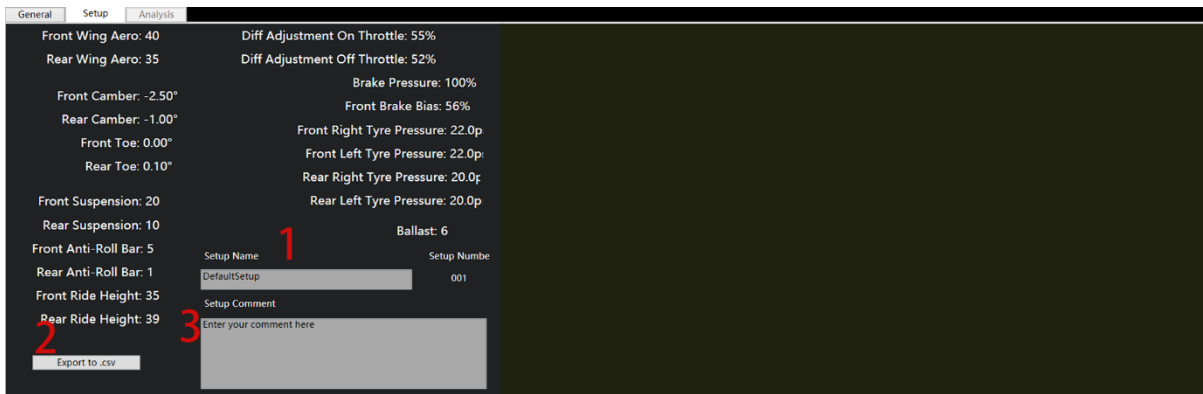 General Setup Analysis
Front Wing Aero: 40
Rear Wing Aero: 35
Front Camber: -2.50°
Rear Camber: -1.00°
Front Toe: 0.00°
Rear Toe: 0.10°
Front Suspension: 20
Rear Suspension: 10
Front Anti-Roll Bar: 5
Rear Anti-Roll Bar: 1
Front Ride Height: 35
Rear Ride Height: 39
2
Export to .csv
Diff Adjustment On Throttle: 55%
Diff Adjustment Off Throttle: 52%
Brake Pressure: 100%
Front Brake Bias: 56%
Front Right Tyre Pressure: 22.0p
Front Left Tyre Pressure: 22.0p
Rear Right Tyre Pressure: 20.0p
Rear Left Tyre Pressure: 20.0p
Ballast: 6
1
Setup Name Setup Numbe
DefaultSetup 001
Setup Comment
3
Enter your comment here